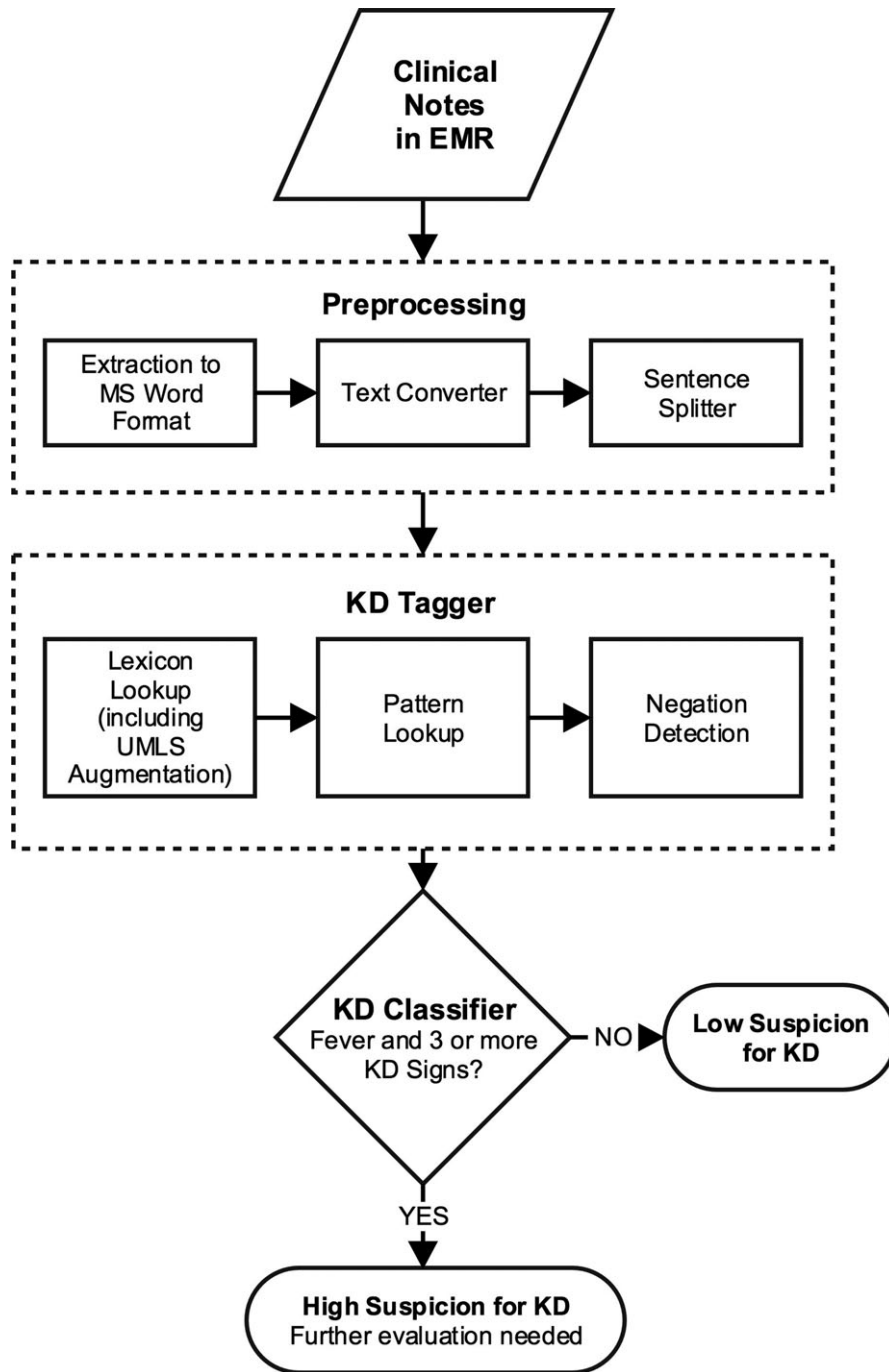 Clinical
Notes
in EMR
Preprocessing
Extraction to
MS Word
Format
Text Converter
Sentence
Splitter
KD Tagger
Lexicon
Lookup
(including
UMLS
Augmentation)
Pattern
Lookup
Negation
Detection
KD Classifier
Fever and 3 or more
KD Signs?
NO
Low Suspicion
for KD
YES
High Suspicion for KD
Further evaluation needed